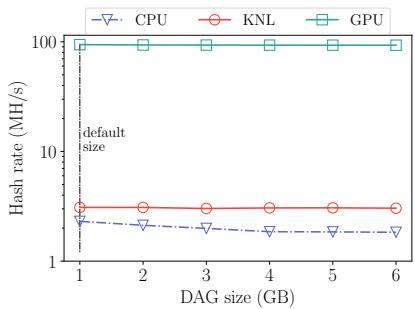 CPU KNL GPU
100
10
1
Hash rate (MH/s)
default
size
1 2 3 4 5 6
DAG size (GB)